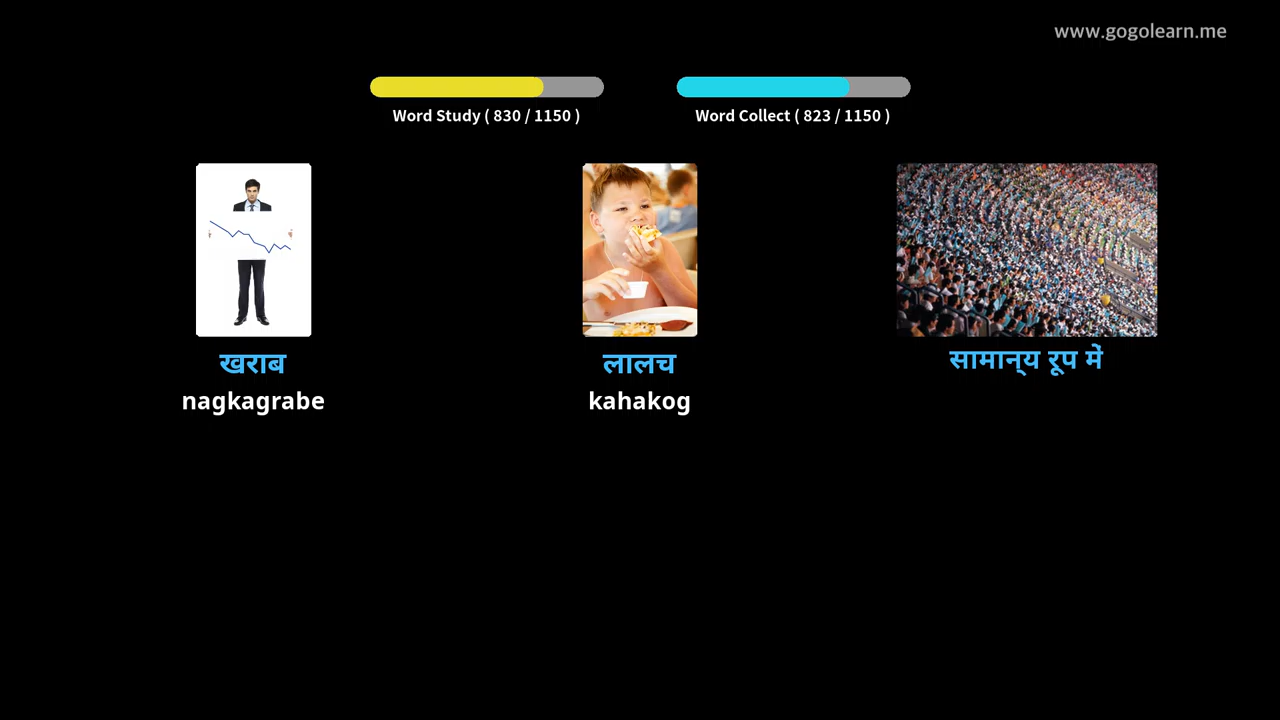 www.gogolearn.me
Word Study ( 830 / 1150 )
Word Collect ( 823 / 1150 )
खराब
nagkagrabe
लालच
kahakog
सामान्य रूप में